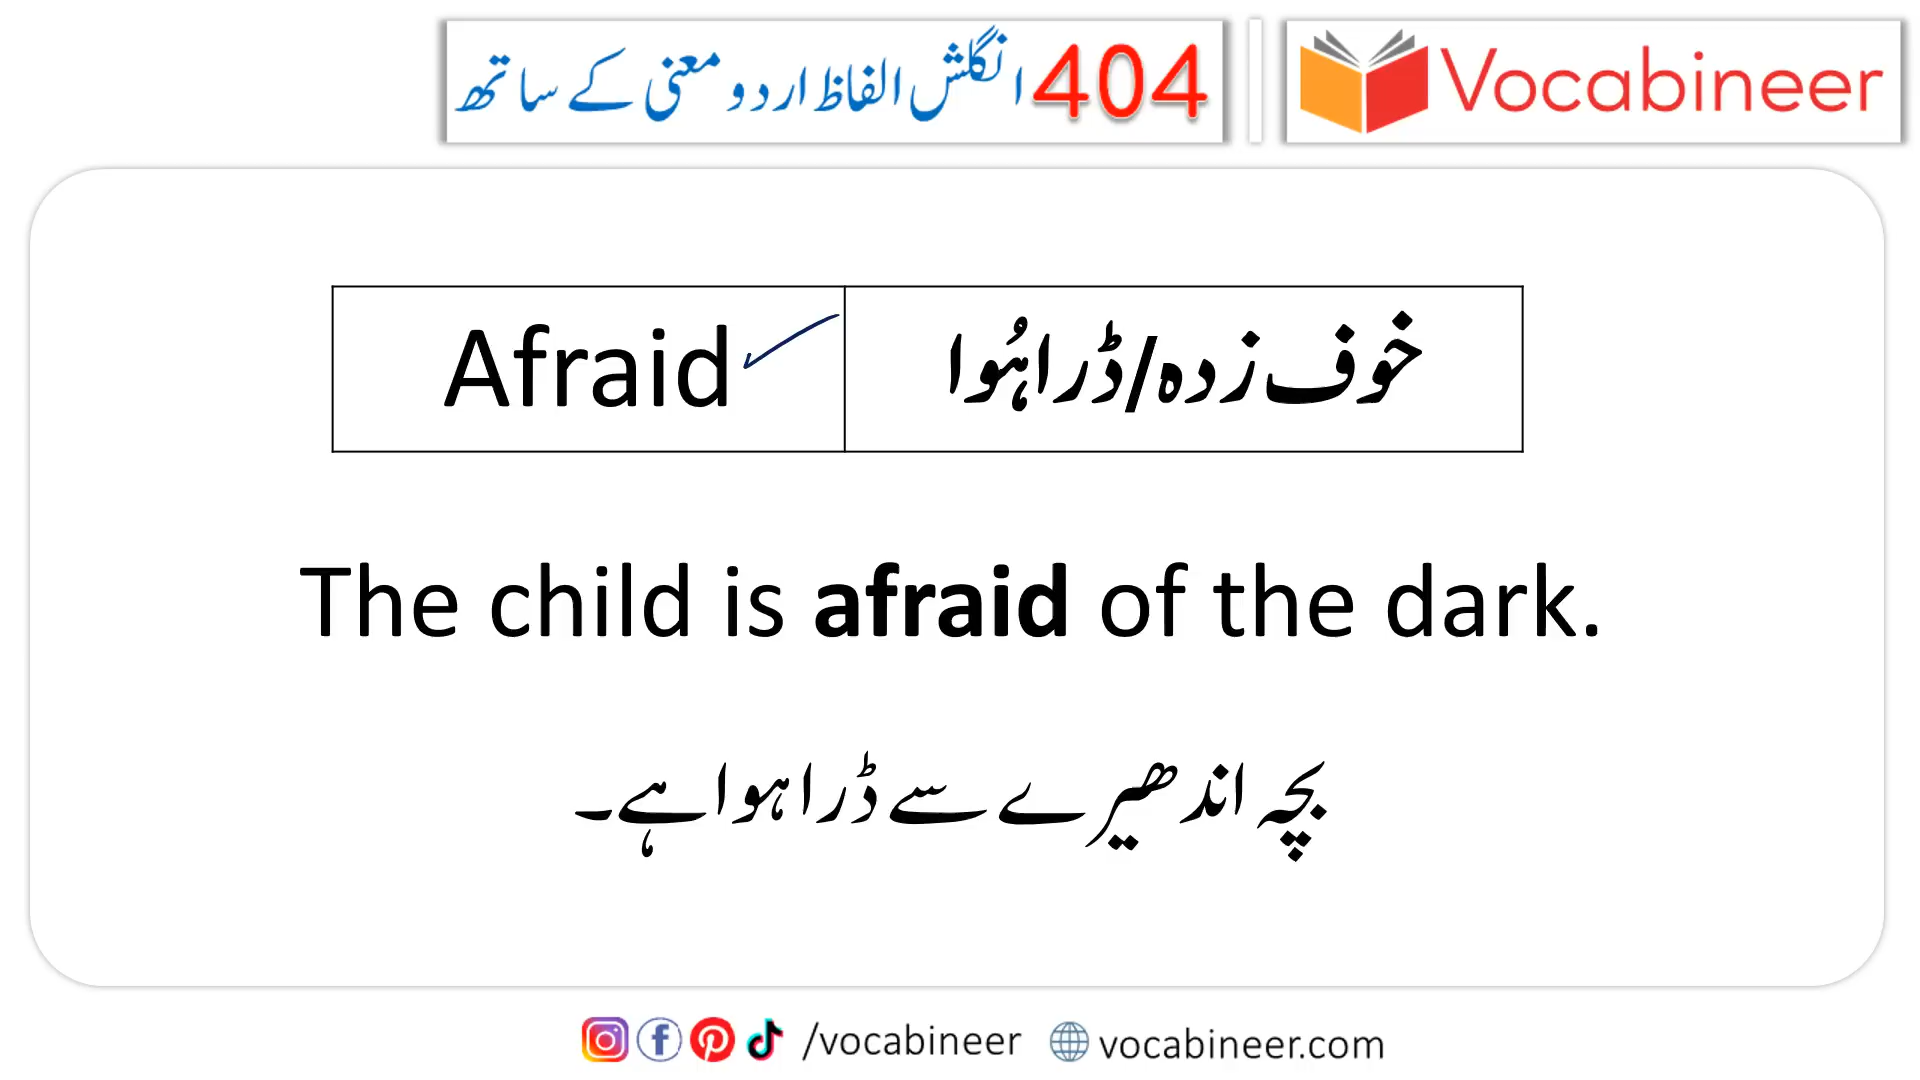 404 انگلش الفاظ اردو معنی کے ساتھ
Vocabineer
Afraid
خوف زدہ/ڈرا ہُوا
The child is afraid of the dark.
بچہ اندھیرے سے ڈرا ہوا ہے۔
/vocabineer
vocabineer.com